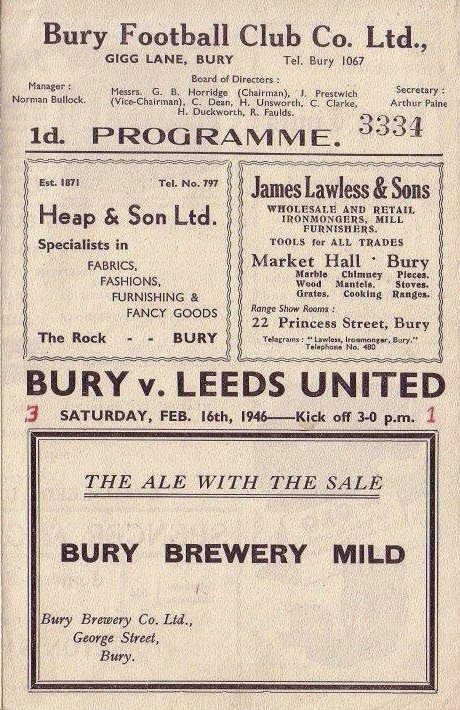 Bury Football Club Co. Ltd.,
GIGG LANE, BURY Tel. Bury 1067
Board of Directors :
Manager :
Norman Bullock.
Messrs. G. B. Horridge (Chairman), J. Prestwich
(Vice-Chairman), C. Dean, H. Unsworth, C. Clarke,
H. Duckworth, R. Faulds.
Secretary :
Arthur Paine
1d. PROGRAMME. 3334
Est. 1871 Tel. No. 797
Heap & Son Ltd.
Specialists in
FABRICS,
FASHIONS,
FURNISHING &
FANCY GOODS
The Rock - - BURY
James Lawless & Sons
WHOLESALE AND RETAIL
IRONMONGERS, MILL
FURNISHERS.
TOOLS for ALL TRADES
Market Hall · Bury
Marble Chimney Pieces.
Wood Mantels. Stoves.
Grates. Cooking Ranges.
Range Show Rooms :
22 Princess Street, Bury
Telegrams : "Lawless, Ironmonger, Bury."
Telephone No. 480
BURY v. LEEDS UNITED
3 SATURDAY, FEB. 16th, 1946—Kick off 3-0 p.m. 1
THE ALE WITH THE SALE
BURY BREWERY MILD
Bury Brewery Co. Ltd.,
George Street,
Bury.